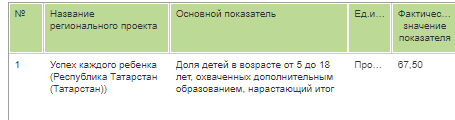 № Название Основной показатель Ед.и... Фактичес...
регионального проекта значение
показателя
1 Успех каждого ребенка Доля детей в возрасте от 5 до 18 Про... 67,50
(Республика Татарстан лет, охваченных дополнительным
(Татарстан)) образованием, нарастающий итог